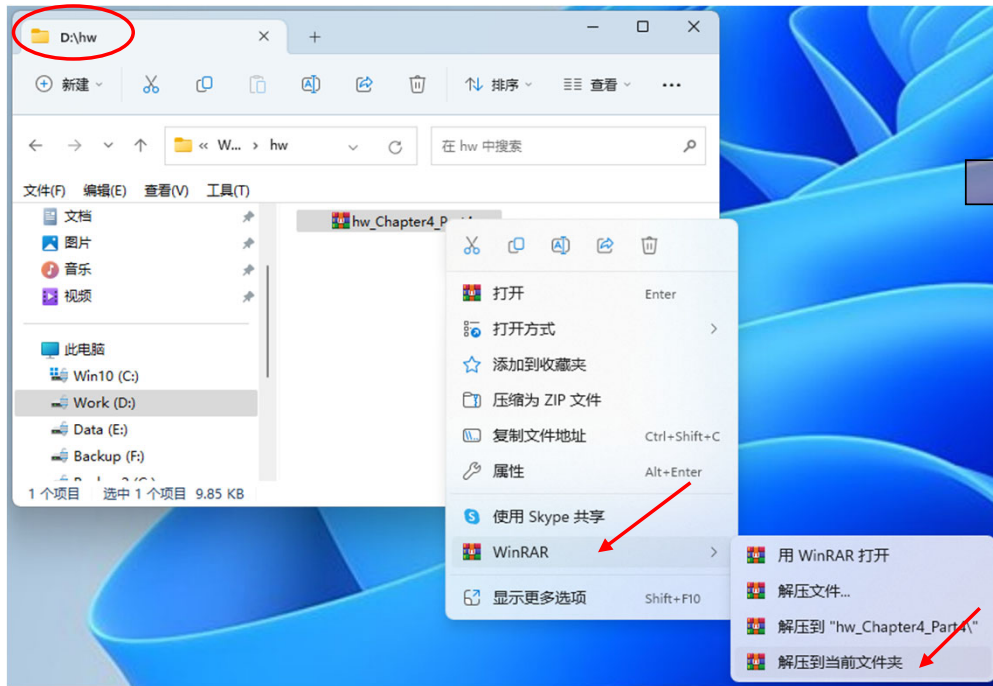 D:\hw
新建
排序
查看
W... › hw
在 hw 中搜索
文件(F) 编辑(E) 查看(V) 工具(T)
文档
图片
音乐
视频
此电脑
Win10 (C:)
Work (D:)
Data (E:)
Backup (F:)
1 个项目 选中 1 个项目 9.85 KB
hw_Chapter4_
打开 Enter
打开方式
添加到收藏夹
压缩为 ZIP 文件
复制文件地址 Ctrl+Shift+C
属性 Alt+Enter
使用 Skype 共享
WinRAR
显示更多选项 Shift+F10
用 WinRAR 打开
解压文件...
解压到 "hw_Chapter4_Part4\"
解压到当前文件夹